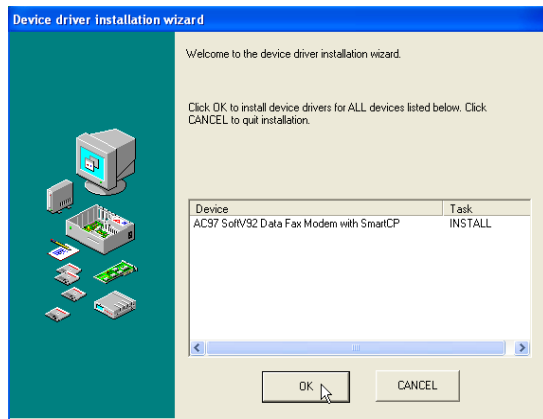 Device driver installation wizard
Welcome to the device driver installation wizard.
Click OK to install device drivers for ALL devices listed below. Click
CANCEL to quit installation.
Device Task
AC97 SoftV92 Data Fax Modem with SmartCP INSTALL
OK CANCEL